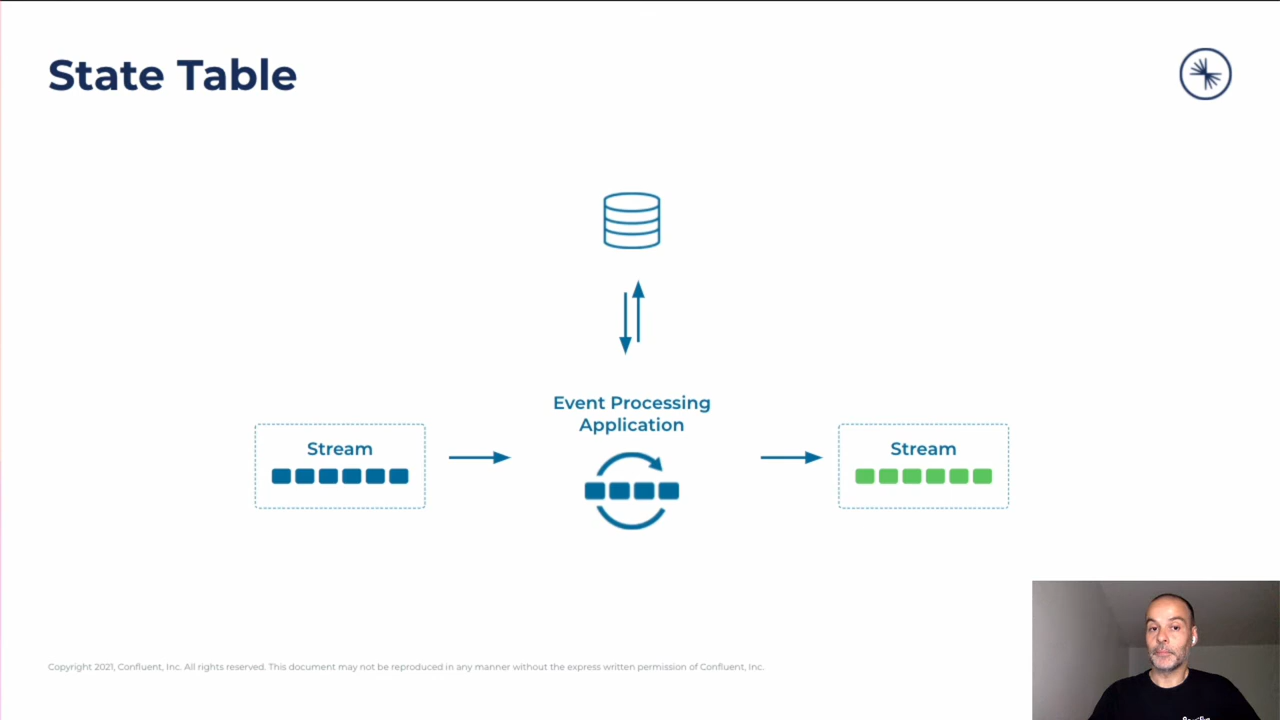 State Table
Event Processing
Application
Stream
Stream
Copyright 2021, Confluent, Inc. All rights reserved. This document may not be reproduced in any manner without the express written permission of Confluent, Inc.